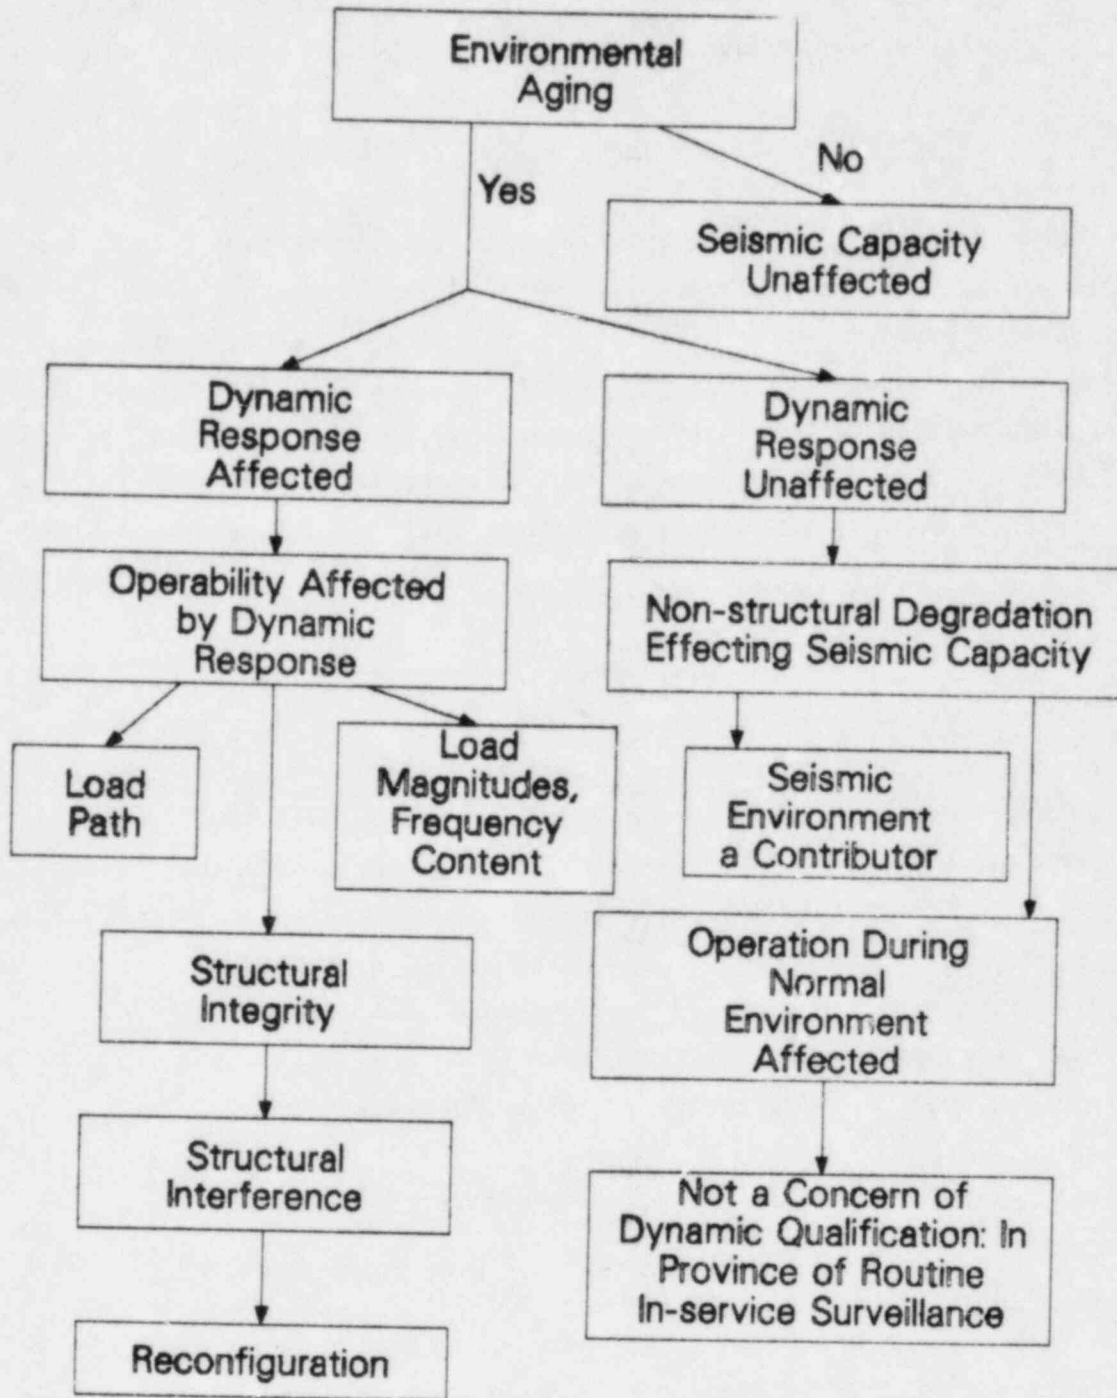 Environmental
Aging
No
Yes
Seismic Capacity
Unaffected
Dynamic
Response
Affected
Dynamic
Response
Unaffected
Operability Affected
by Dynamic
Response
Non-structural Degradation
Effecting Seismic Capacity
Load
Path
Load
Magnitudes,
Frequency
Content
Seismic
Environment
a Contributor
Structural
Integrity
Operation During
Normal
Environment
Affected
Structural
Interference
Not a Concern of
Dynamic Qualification: In
Province of Routine
In-service Surveillance
Reconfiguration